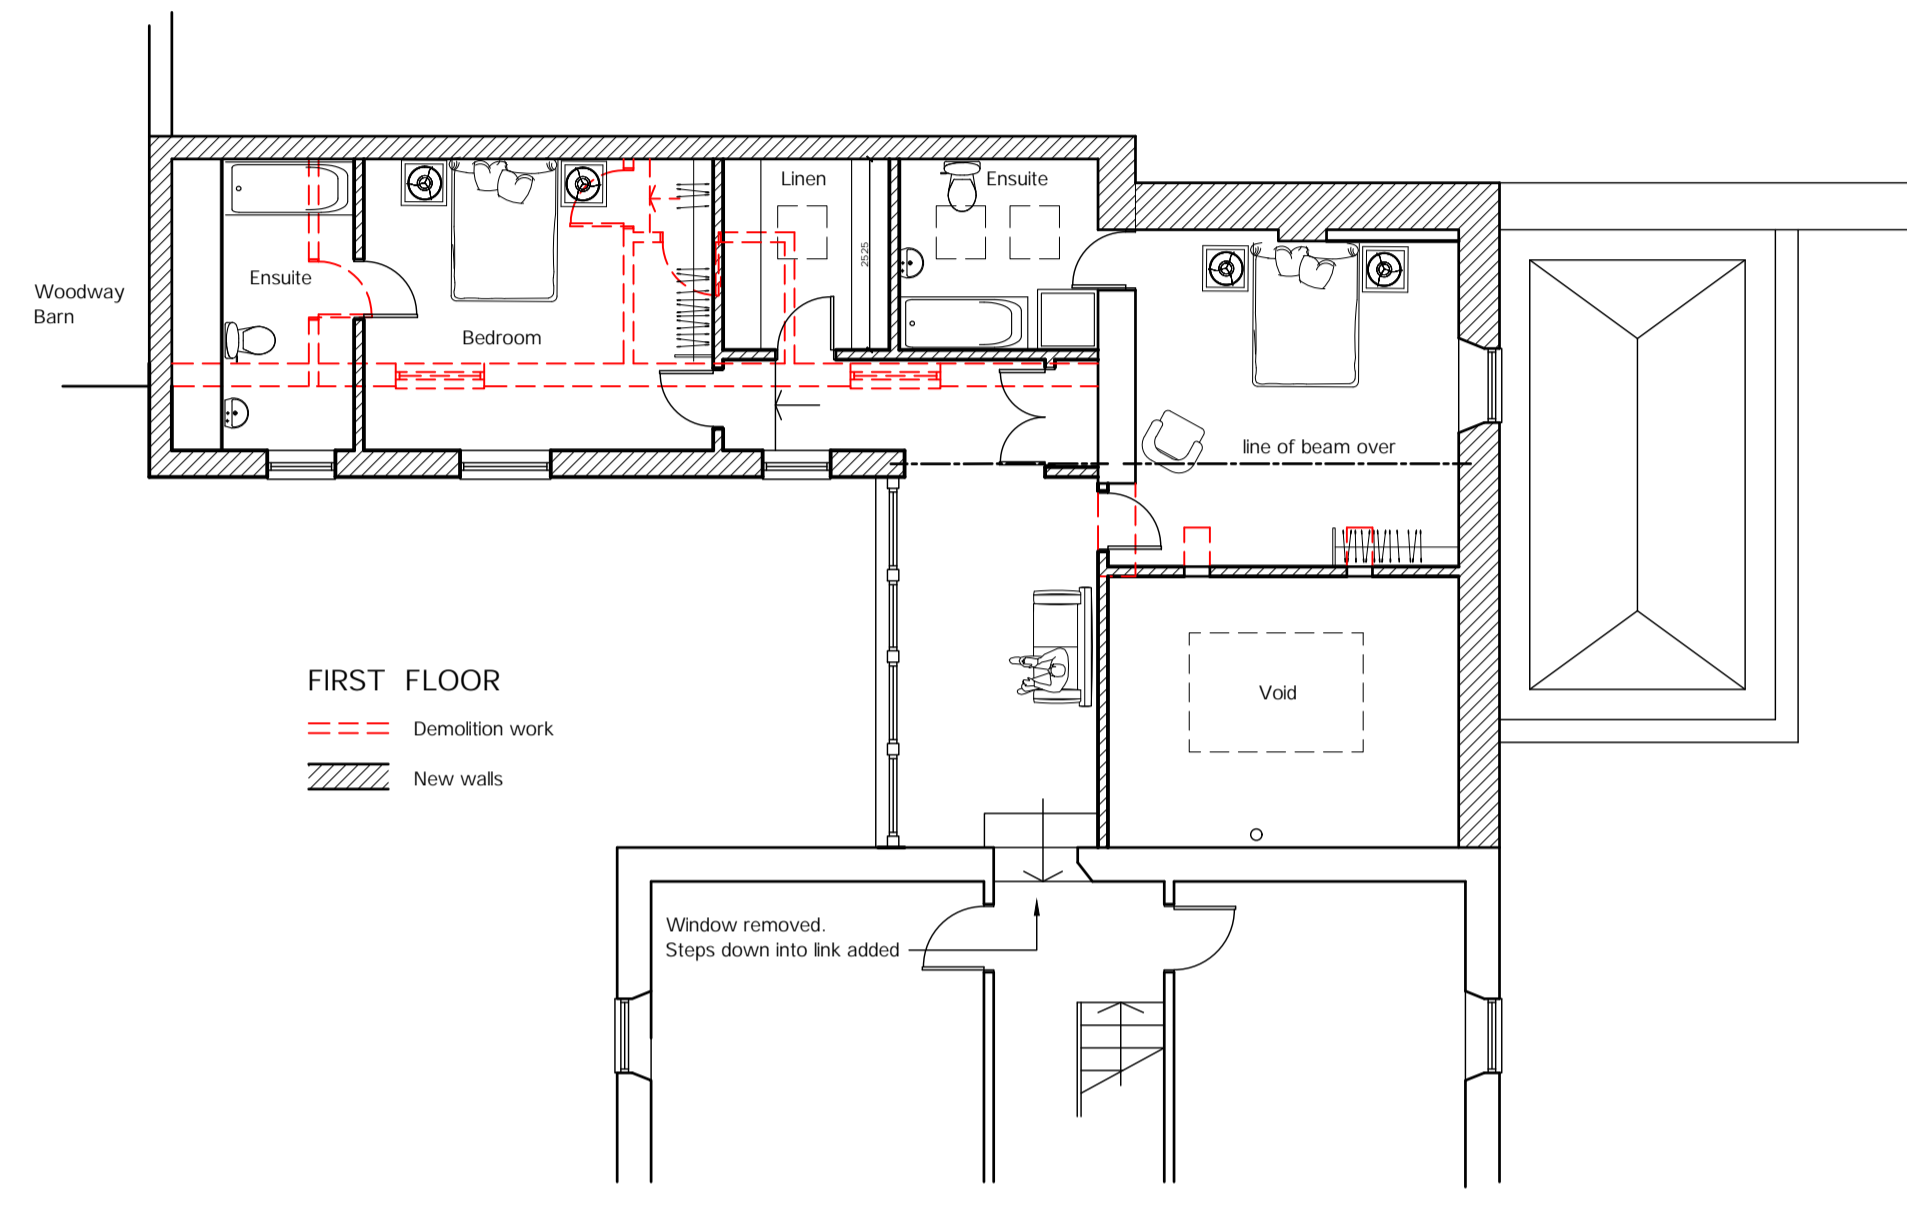 Linen
Ensuite
2525
Ensuite
Woodway
Barn
Bedroom
line of beam over
FIRST FLOOR
Demolition work
New walls
Void
Window removed.
Steps down into link added